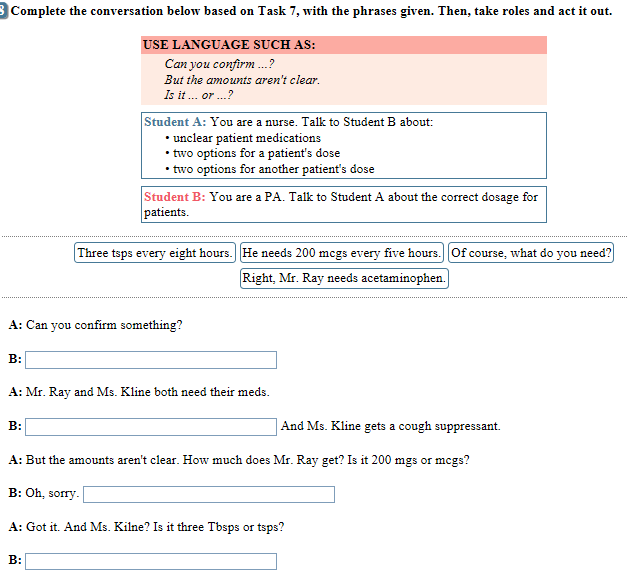 8 Complete the conversation below based on Task 7, with the phrases given. Then, take roles and act it out.
USE LANGUAGE SUCH AS:
Can you confirm ...?
But the amounts aren't clear.
Is it ... or ...?
Student A: You are a nurse. Talk to Student B about:
• unclear patient medications
• two options for a patient's dose
• two options for another patient's dose
Student B: You are a PA. Talk to Student A about the correct dosage for
patients.
Three tsps every eight hours. He needs 200 mcgs every five hours. Of course, what do you need?
Right, Mr. Ray needs acetaminophen.
A: Can you confirm something?
B:
A: Mr. Ray and Ms. Kline both need their meds.
B: And Ms. Kline gets a cough suppressant.
A: But the amounts aren't clear. How much does Mr. Ray get? Is it 200 mgs or mcgs?
B: Oh, sorry.
A: Got it. And Ms. Kilne? Is it three Tbsps or tsps?
B: